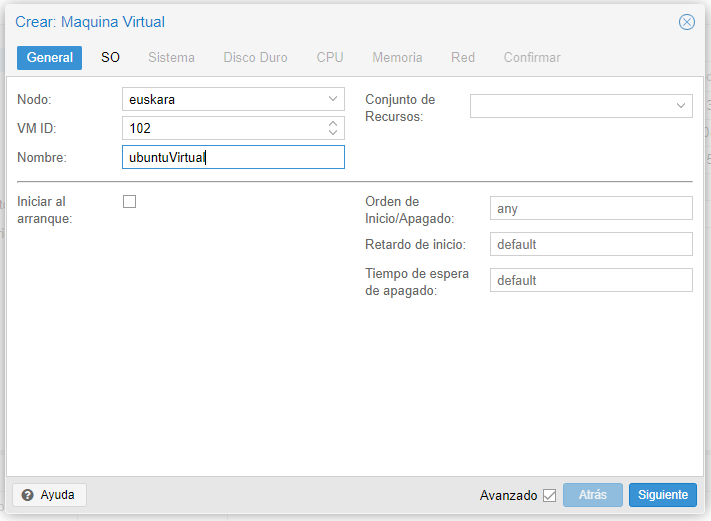 Crear: Maquina Virtual
General SO Sistema Disco Duro CPU Memoria Red Confirmar
Nodo: euskara Conjunto de Recursos:
VM ID: 102
Nombre: ubuntuVirtual
Iniciar al arranque: Orden de Inicio/Apagado: any
Retardo de inicio: default
Tiempo de espera de apagado: default
Ayuda Avanzado Atrás Siguiente